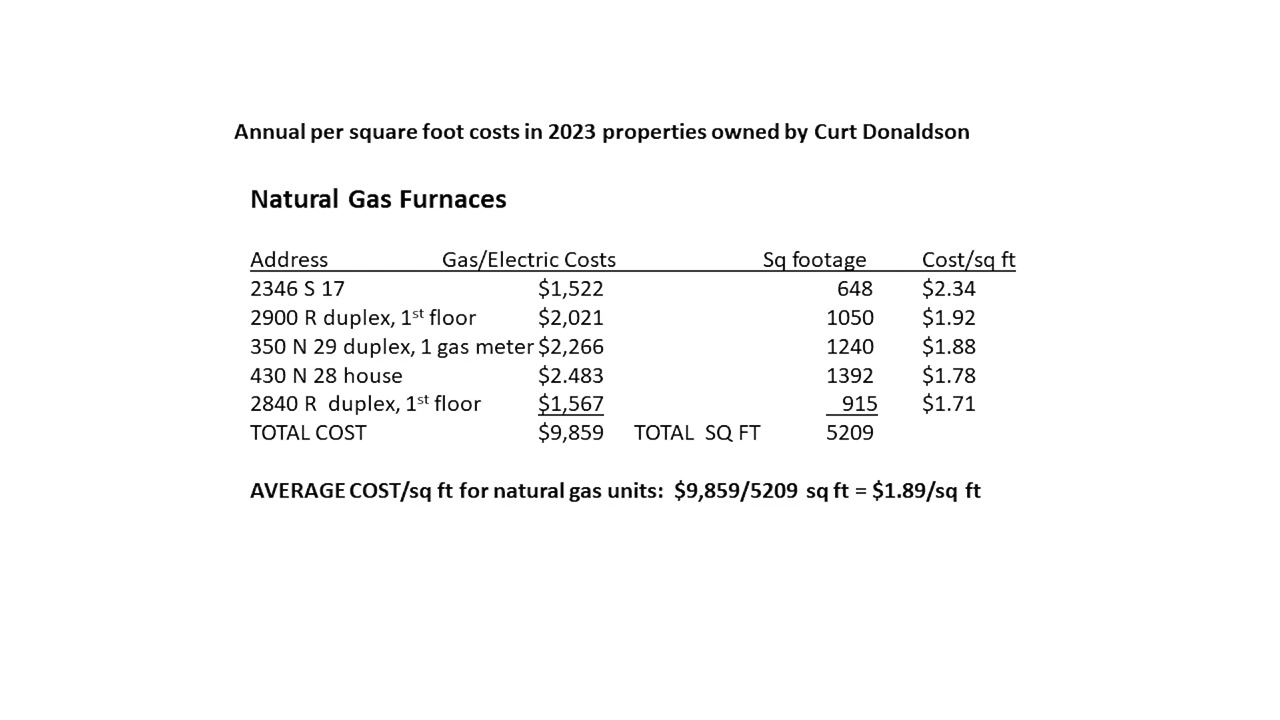 Annual per square foot costs in 2023 properties owned by Curt Donaldson
Natural Gas Furnaces
Address Gas/Electric Costs Sq footage Cost/sq ft
2346 S 17 $1,522 648 $2.34
2900 R duplex, 1st floor $2,021 1050 $1.92
350 N 29 duplex, 1 gas meter $2,266 1240 $1.88
430 N 28 house $2.483 1392 $1.78
2840 R duplex, 1st floor $1,567 915 $1.71
TOTAL COST $9,859 TOTAL SQ FT 5209
AVERAGE COST/sq ft for natural gas units: $9,859/5209 sq ft = $1.89/sq ft